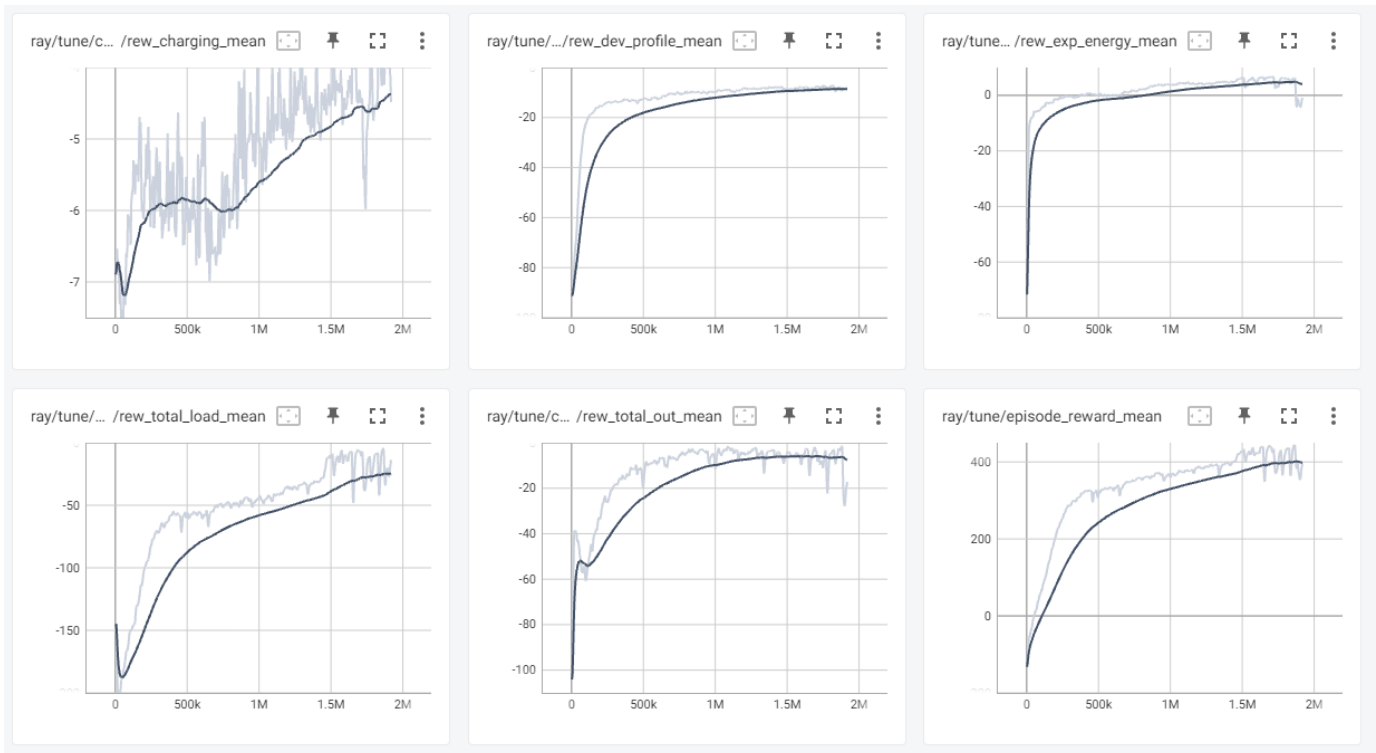 ray/tune/c... /rew_charging_mean
-5
-6
-7
0 500k 1M 1.5M 2M
ray/tune/.../rew_dev_profile_mean
-20
-40
-60
-80
0 500k 1M 1.5M 2M
ray/tune... /rew_exp_energy_mean
0
-20
-40
-60
0 500k 1M 1.5M 2M
ray/tune/... /rew_total_load_mean
-50
-100
-150
0 500k 1M 1.5M 2M
ray/tune/c... /rew_total_out_mean
-20
-40
-60
-80
-100
0 500k 1M 1.5M 2M
ray/tune/episode_reward_mean
400
200
0
0 500k 1M 1.5M 2M